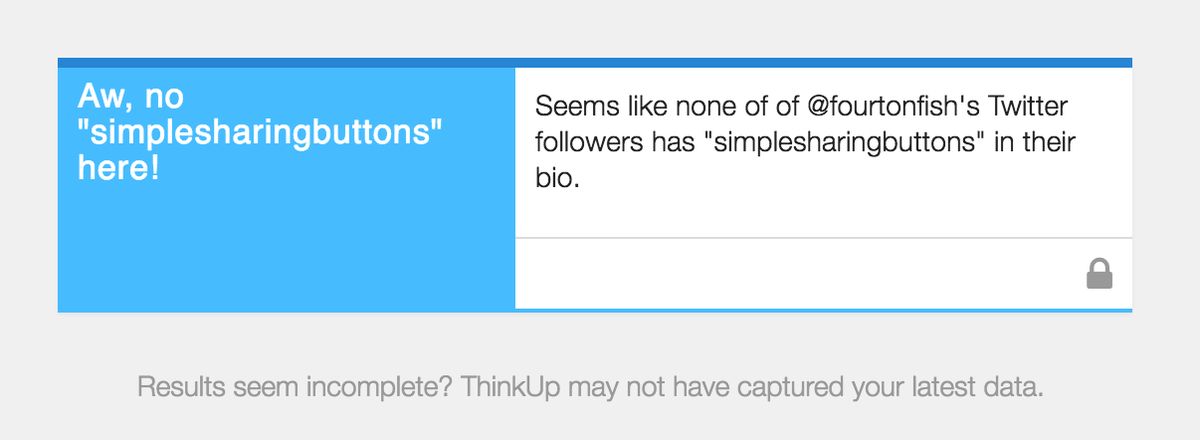 Aw, no
"simplesharingbuttons"
here!
Seems like none of of @fourtonfish's Twitter
followers has "simplesharingbuttons" in their
bio.
Results seem incomplete? ThinkUp may not have captured your latest data.